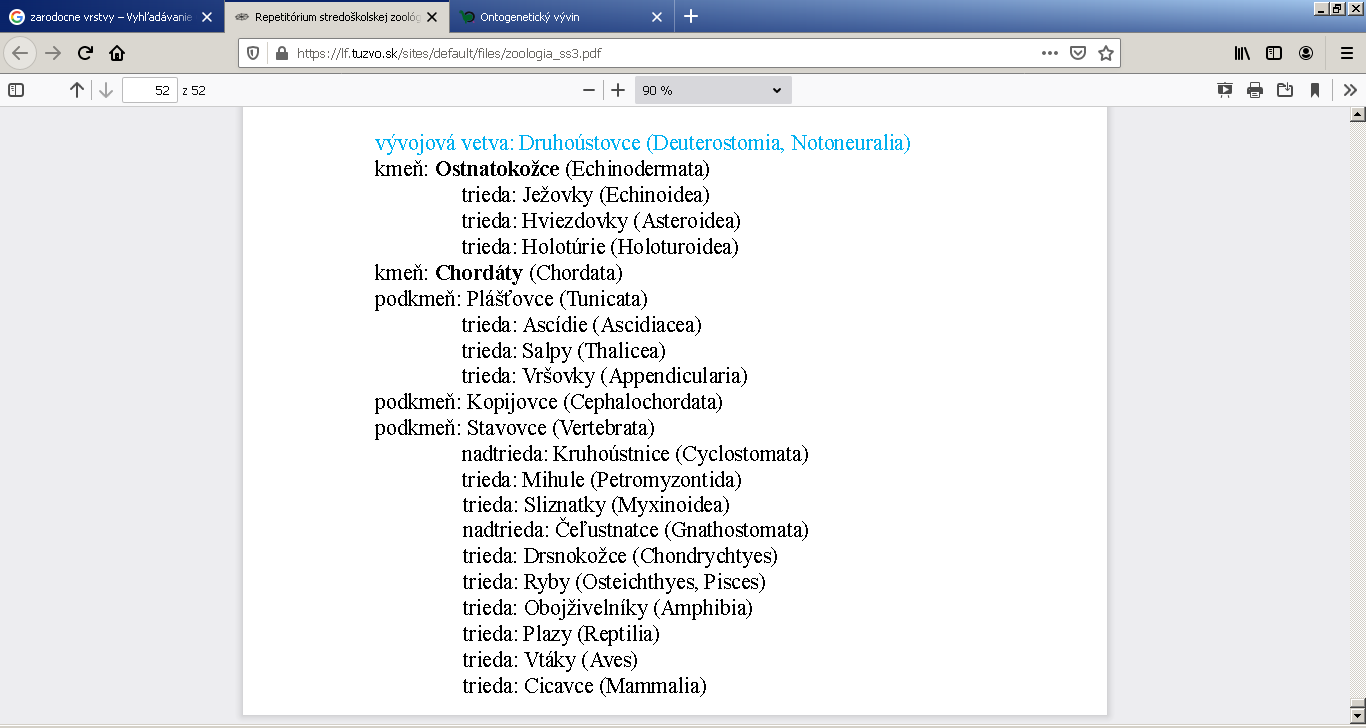 zarodocne vrstvy – Vyhľadávanie
Repetitórium stredoškolskej zoológ
Ontogenetický vývin
https://lf.tuzvo.sk/sites/default/files/zoologia_ss3.pdf
52 z 52
90 %
vývojová vetva: Druhoústovce (Deuterostomia, Notoneuralia)
kmeň: Ostnatokožce (Echinodermata)
trieda: Ježovky (Echinoidea)
trieda: Hviezdovky (Asteroidea)
trieda: Holotúrie (Holoturoidea)
kmeň: Chordáty (Chordata)
podkmeň: Plášťovce (Tunicata)
trieda: Ascídie (Ascidiacea)
trieda: Salpy (Thalicea)
trieda: Vršovky (Appendicularia)
podkmeň: Kopijovce (Cephalochordata)
podkmeň: Stavovce (Vertebrata)
nadtrieda: Kruhoústnice (Cyclostomata)
trieda: Mihule (Petromyzontida)
trieda: Sliznatky (Myxinoidea)
nadtrieda: Čeľustnatce (Gnathostomata)
trieda: Drsnokožce (Chondrychtyes)
trieda: Ryby (Osteichthyes, Pisces)
trieda: Obojživelníky (Amphibia)
trieda: Plazy (Reptilia)
trieda: Vtáky (Aves)
trieda: Cicavce (Mammalia)